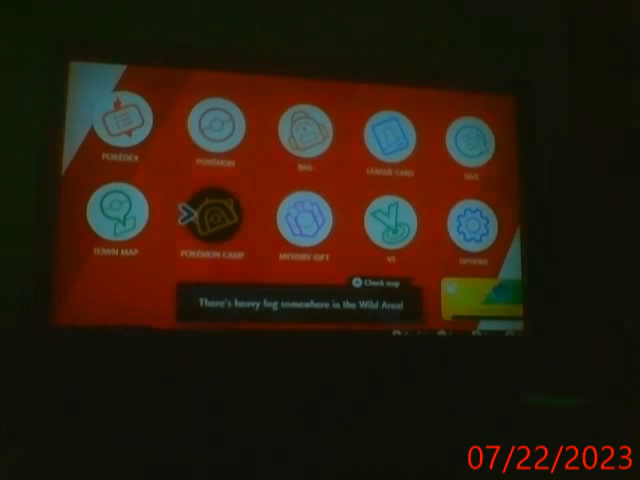 POKÉDEX
POKÉMON
BAG
LEAGUE CARD
SAVE
TOWN MAP
POKÉMON CAMP
MYSTERY GIFT
VS
OPTIONS
Check map
There's heavy fog somewhere in the Wild Area!
07/22/2023